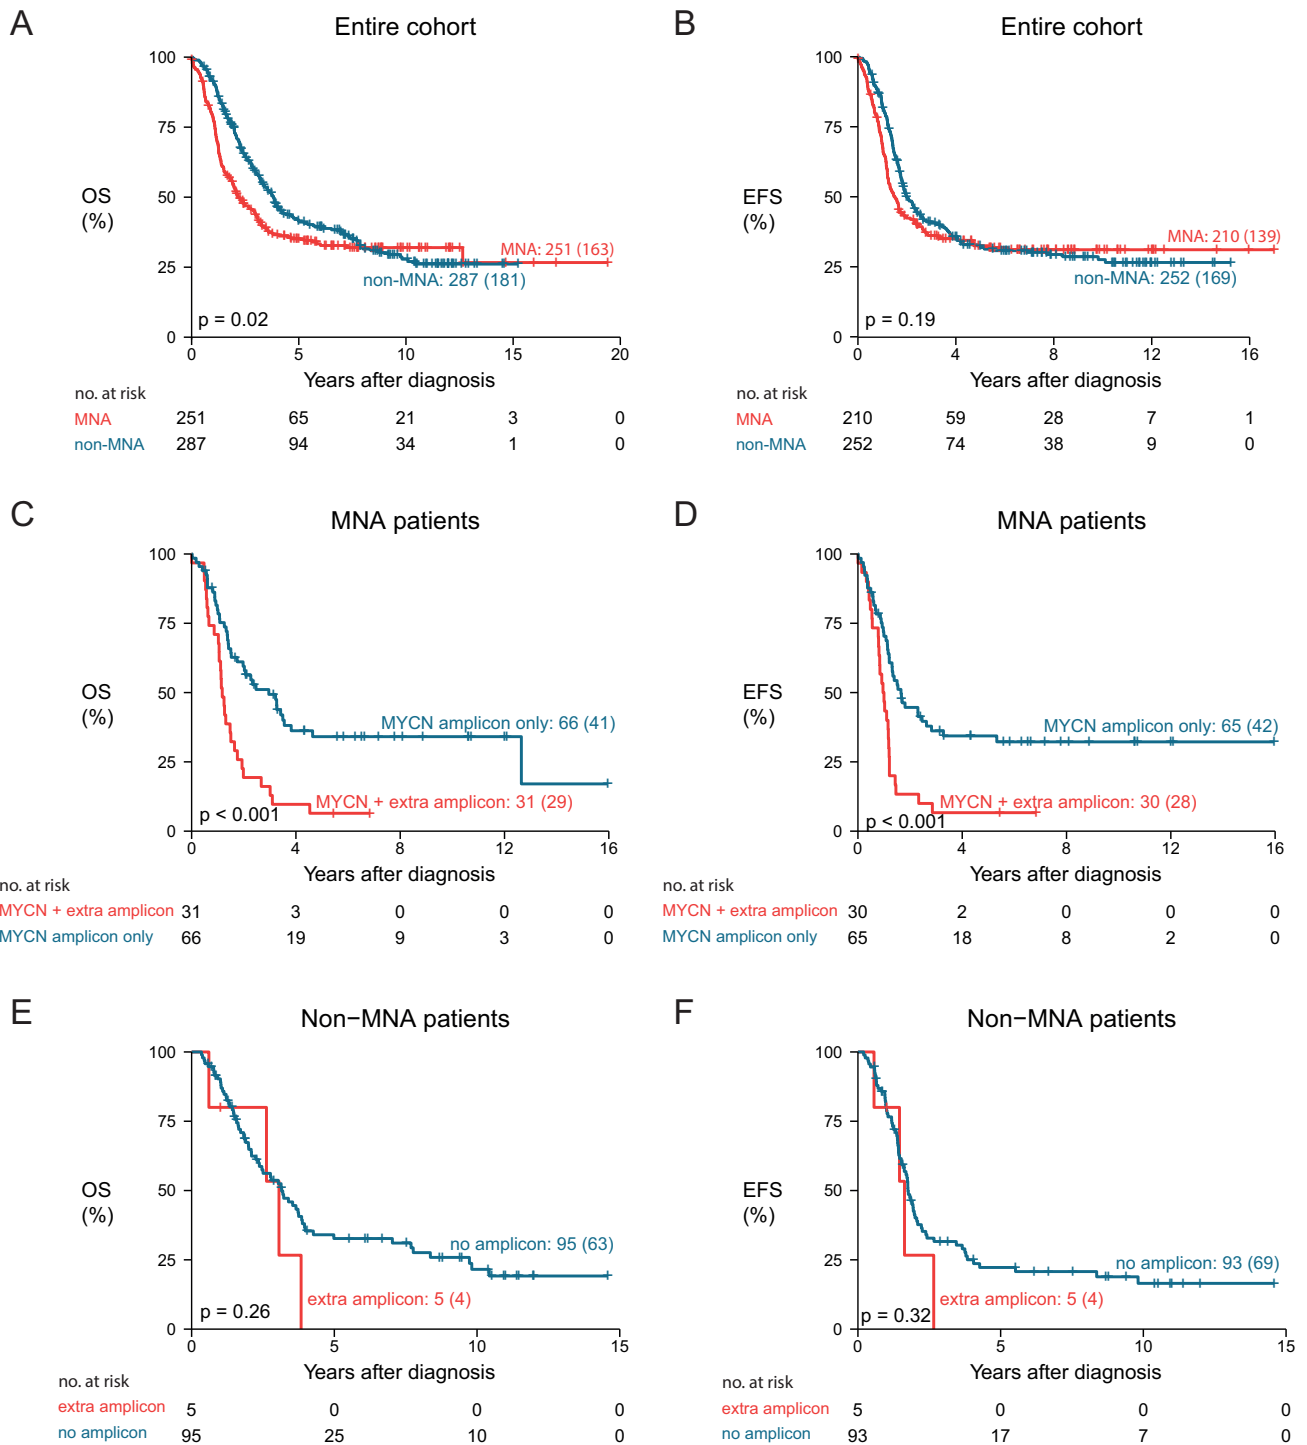 A
Entire cohort
100
75
50
25
0
OS
(%)
MNA: 251 (163)
non-MNA: 287 (181)
p = 0.02
0 5 10 15 20
Years after diagnosis
no. at risk
MNA 251 65 21 3 0
non-MNA 287 94 34 1 0
B
Entire cohort
100
75
50
25
0
EFS
(%)
MNA: 210 (139)
non-MNA: 252 (169)
p = 0.19
0 4 8 12 16
Years after diagnosis
no. at risk
MNA 210 59 28 7 1
non-MNA 252 74 38 9 0
C
MNA patients
100
75
50
25
0
OS
(%)
MYCN amplicon only: 66 (41)
MYCN + extra amplicon: 31 (29)
p < 0.001
0 4 8 12 16
Years after diagnosis
no. at risk
MYCN + extra amplicon 31 3 0 0 0
MYCN amplicon only 66 19 9 3 0
D
MNA patients
100
75
50
25
0
EFS
(%)
MYCN amplicon only: 65 (42)
MYCN + extra amplicon: 30 (28)
p < 0.001
0 4 8 12 16
Years after diagnosis
no. at risk
MYCN + extra amplicon 30 2 0 0 0
MYCN amplicon only 65 18 8 2 0
E
Non−MNA patients
100
75
50
25
0
OS
(%)
no amplicon: 95 (63)
extra amplicon: 5 (4)
p = 0.26
0 5 10 15
Years after diagnosis
no. at risk
extra amplicon 5 0 0 0
no amplicon 95 25 10 0
F
Non−MNA patients
100
75
50
25
0
EFS
(%)
no amplicon: 93 (69)
extra amplicon: 5 (4)
p = 0.32
0 5 10 15
Years after diagnosis
no. at risk
extra amplicon 5 0 0 0
no amplicon 93 17 7 0